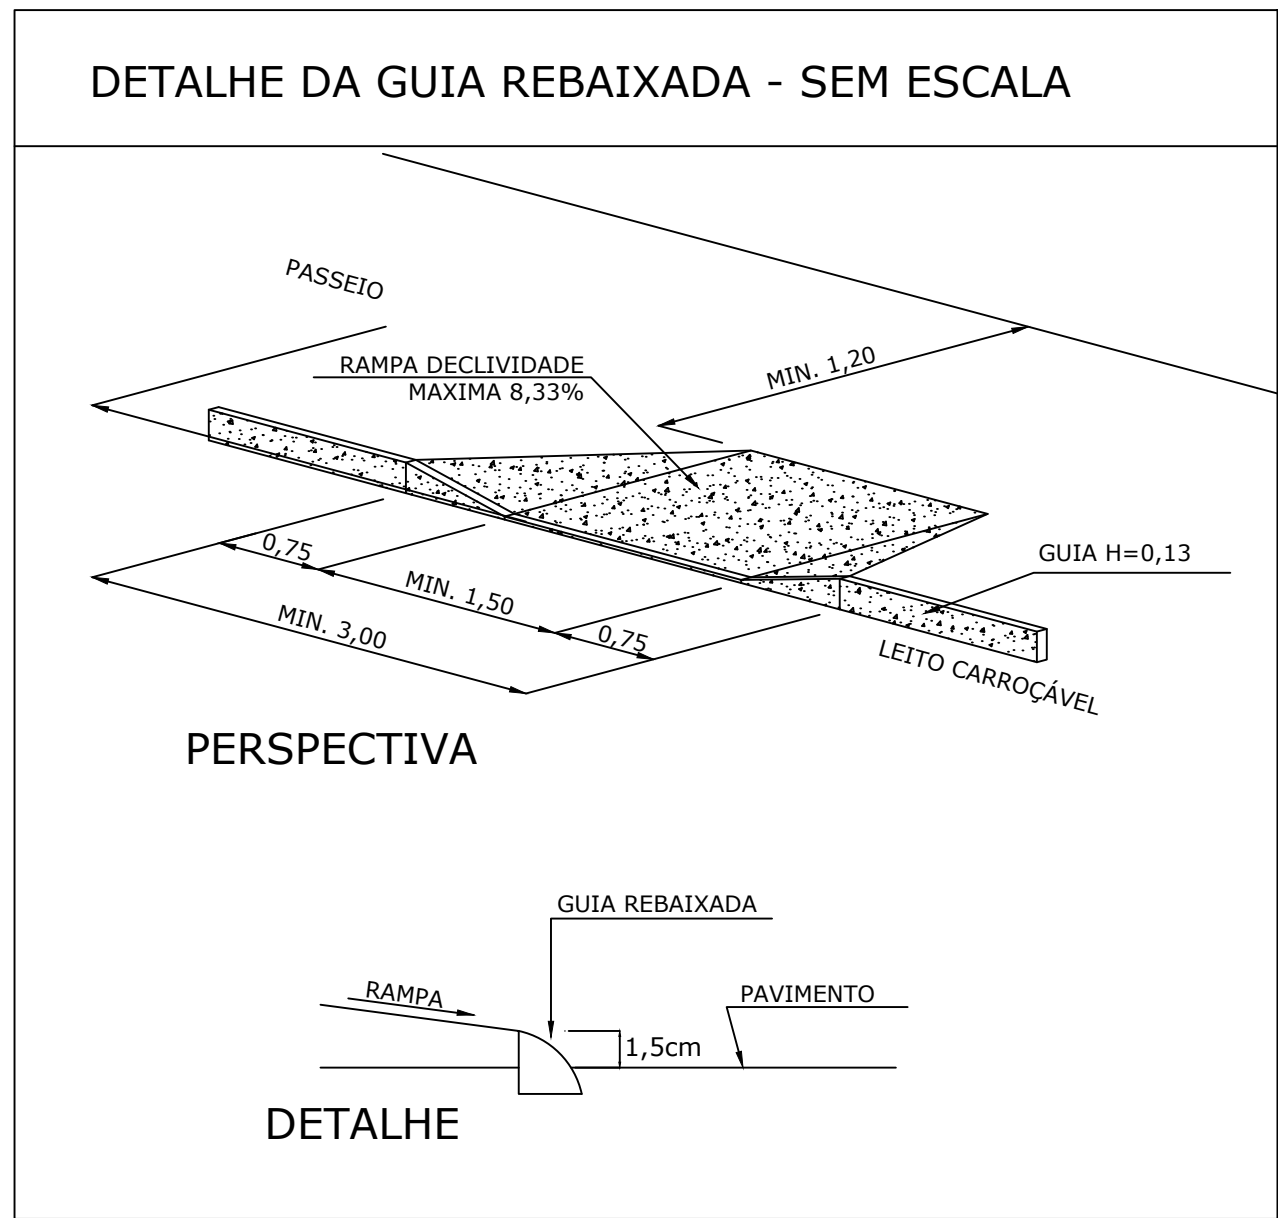 DETALHE DA GUIA REBAIXADA - SEM ESCALA
PASSEIO
RAMPA DECLIVIDADE
MAXIMA 8,33%
MIN. 1,20
GUIA H=0,13
0,75
MIN. 1,50
0,75
MIN. 3,00
LEITO CARROÇÁVEL
PERSPECTIVA
GUIA REBAIXADA
RAMPA
PAVIMENTO
1,5cm
DETALHE